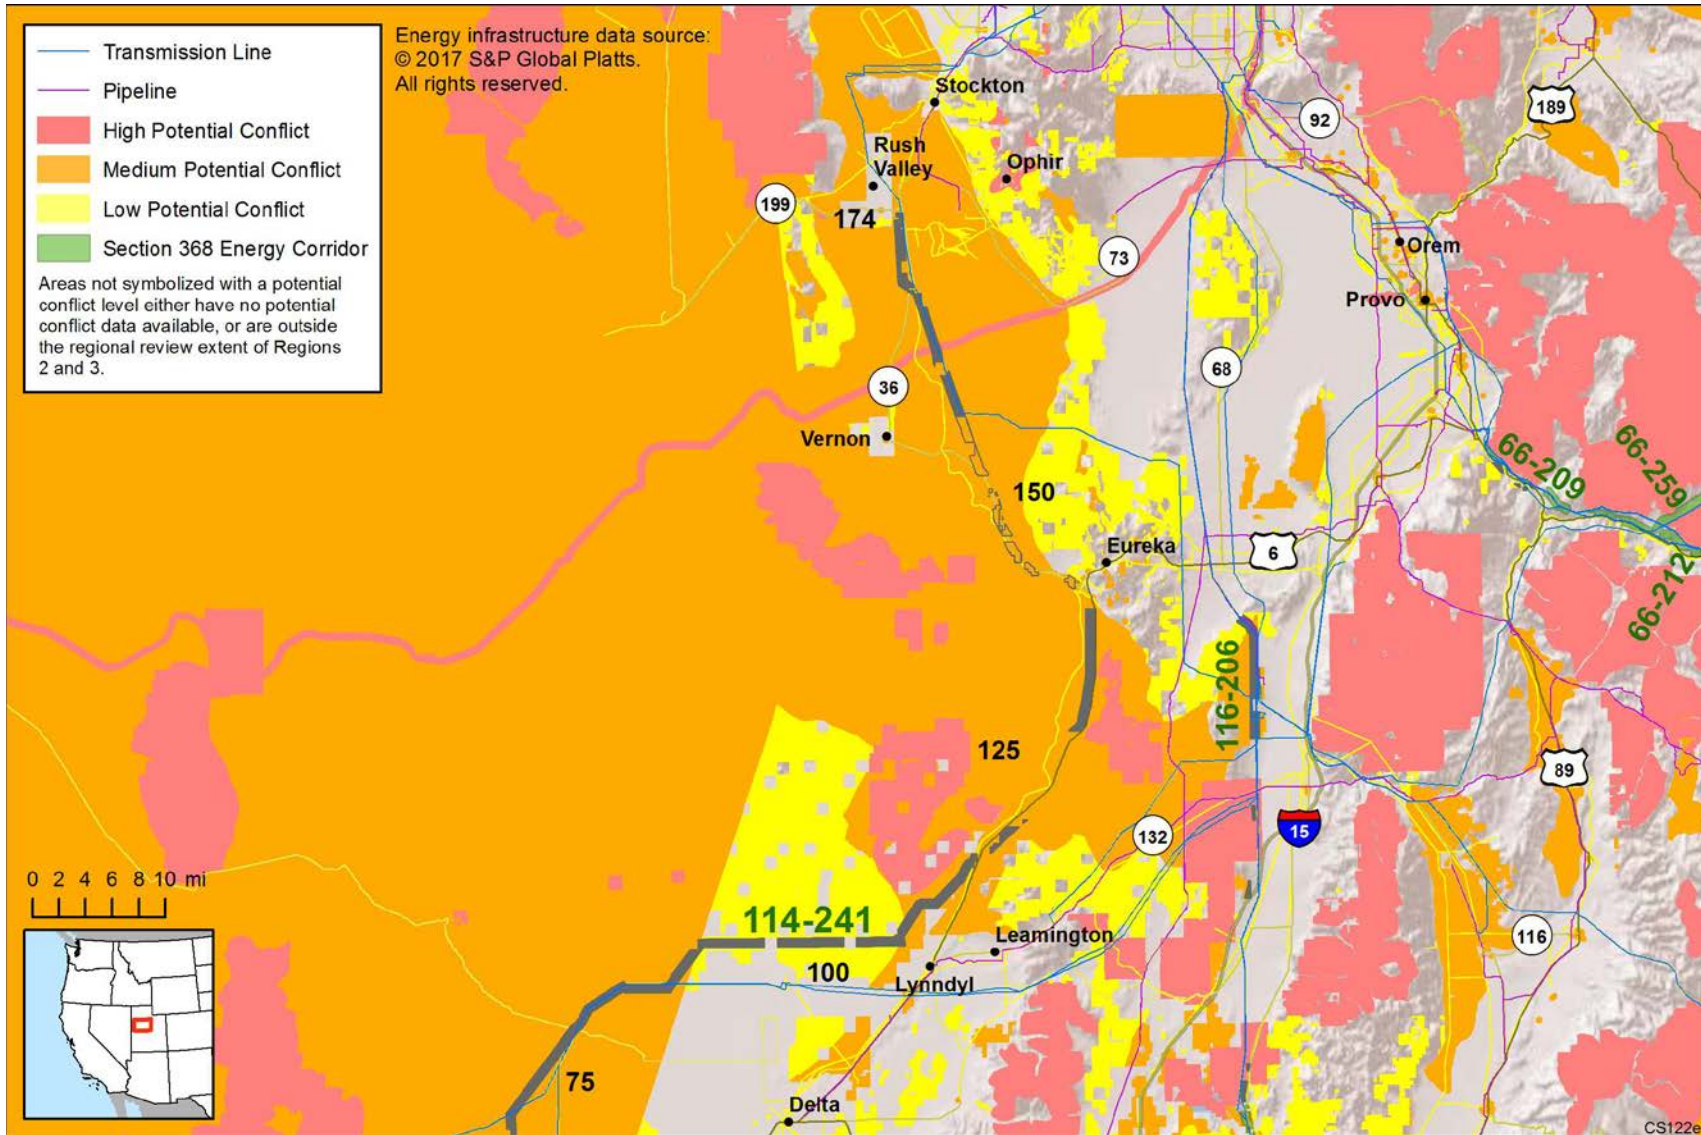 Transmission Line
Pipeline
High Potential Conflict
Medium Potential Conflict
Low Potential Conflict
Section 368 Energy Corridor
Areas not symbolized with a potential
conflict level either have no potential
conflict data available, or are outside
the regional review extent of Regions
2 and 3.
Energy infrastructure data source:
© 2017 S&P Global Platts.
All rights reserved.
Stockton
92
189
Rush
Valley
Ophir
199
174
73
Orem
Provo
68
36
Vernon
150
66-209
66-259
Eureka
6
66-212
116-206
125
89
132
15
0 2 4 6 8 10 mi
114-241
Leamington
116
100
Lynndyl
75
Delta
CS122e